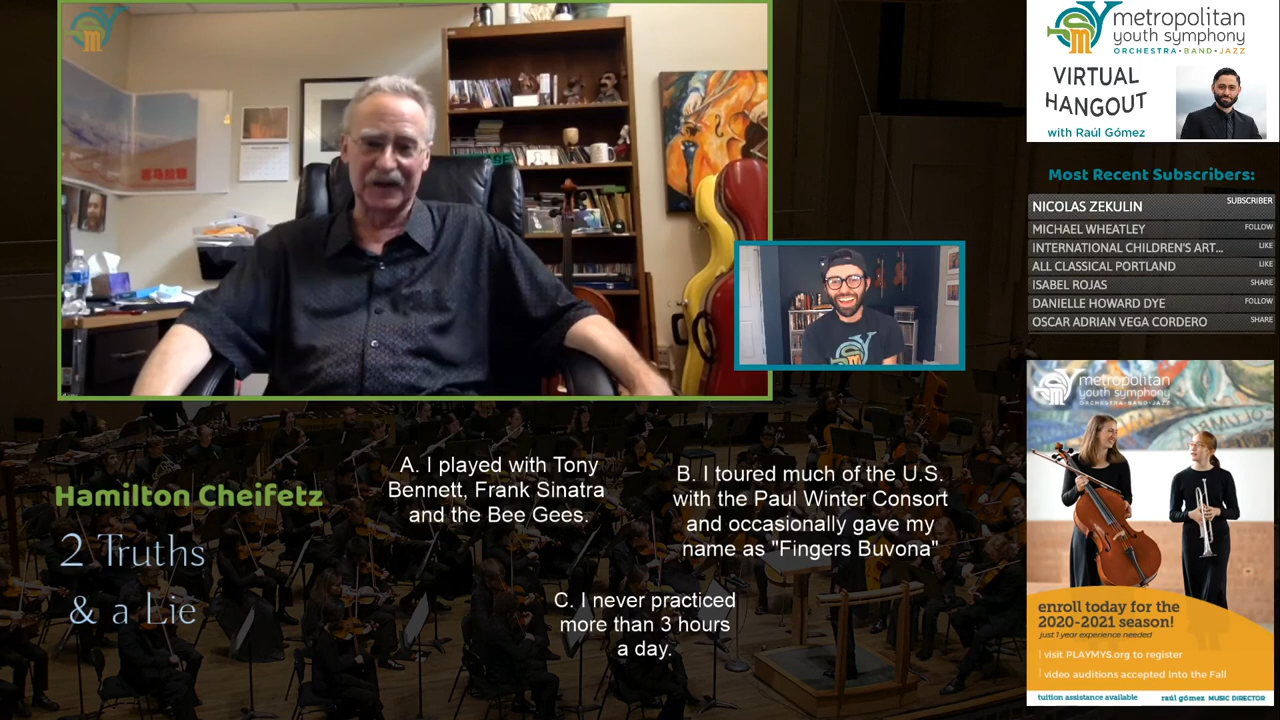 metropolitan
youth symphony
ORCHESTRA • BAND • JAZZ
VIRTUAL
HANGOUT
with Raúl Gómez
Most Recent Subscribers:
NICOLAS ZEKULIN SUBSCRIBER
MICHAEL WHEATLEY FOLLOW
INTERNATIONAL CHILDREN'S ART... LIKE
ALL CLASSICAL PORTLAND LIKE
ISABEL ROJAS SHARE
DANIELLE HOWARD DYE FOLLOW
OSCAR ADRIAN VEGA CORDERO SHARE
Hamilton Cheifetz
2 Truths
& a Lie
A. I played with Tony
Bennett, Frank Sinatra
and the Bee Gees.
B. I toured much of the U.S.
with the Paul Winter Consort
and occasionally gave my
name as "Fingers Buvona"
C. I never practiced
more than 3 hours
a day.
metropolitan
youth symphony
ORCHESTRA • BAND • JAZZ
enroll today for the
2020-2021 season!
just 1 year experience needed
| visit PLAYMYS.org to register
| video auditions accepted into the Fall
tuition assistance available raúl gómez MUSIC DIRECTOR